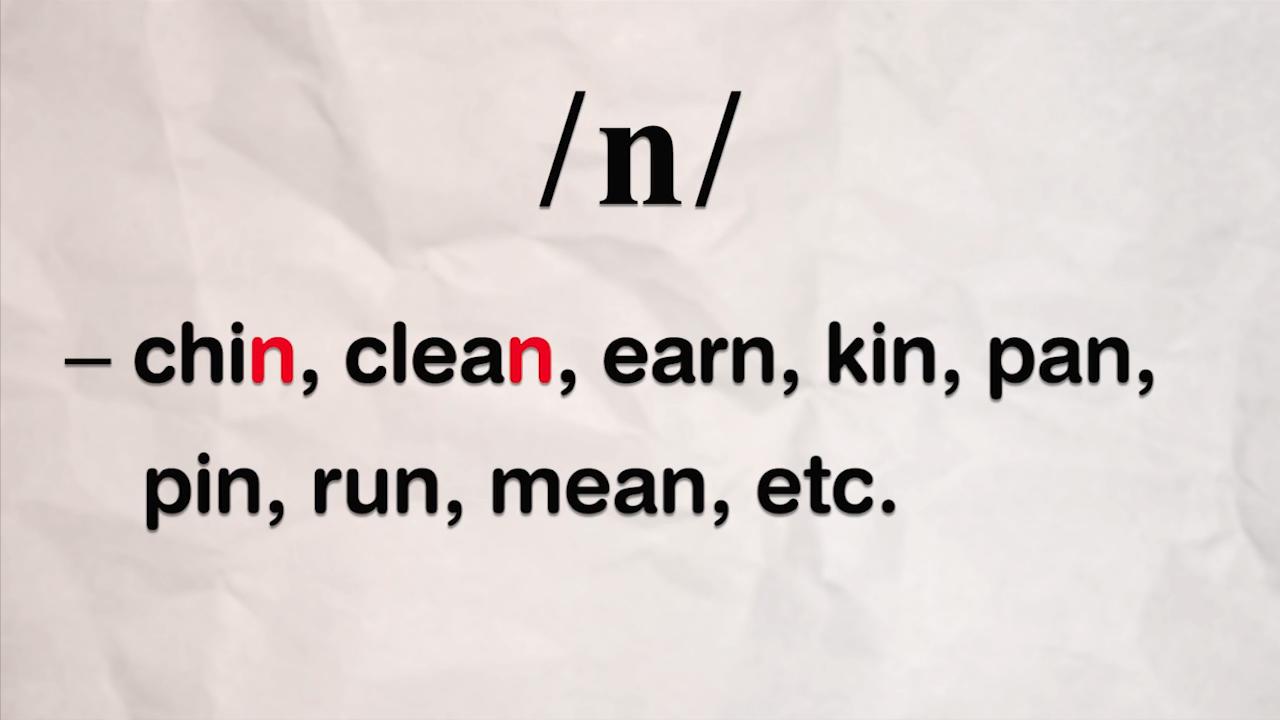 /n/
– chin, clean, earn, kin, pan,
pin, run, mean, etc.